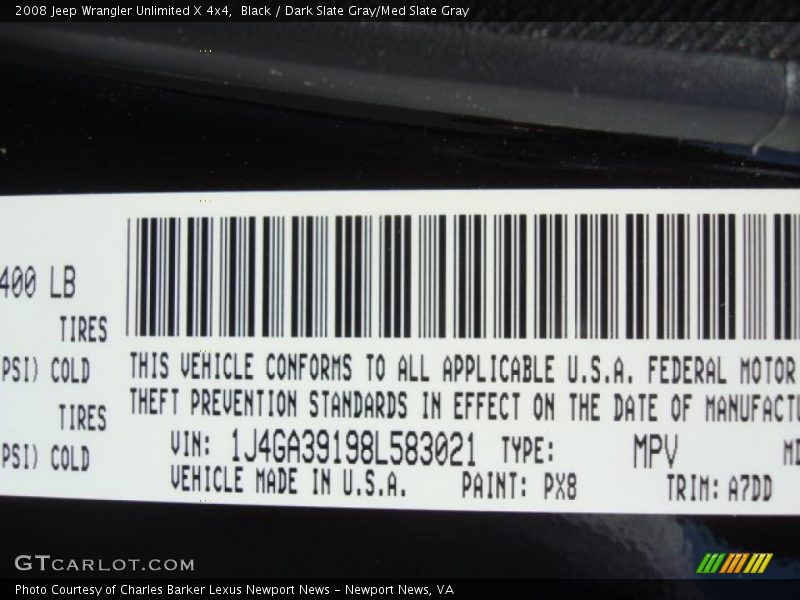 2008 Jeep Wrangler Unlimited X 4x4,  Black / Dark Slate Gray/Med Slate Gray
400 LB
TIRES
PSI) COLD
TIRES
PSI) COLD
THIS VEHICLE CONFORMS TO ALL APPLICABLE U.S.A. FEDERAL MOTOR
THEFT PREVENTION STANDARDS IN EFFECT ON THE DATE OF MANUFACTU
VIN: 1J4GA39198L583021 TYPE: MPV
VEHICLE MADE IN U.S.A. PAINT: PX8 TRIM: A7DD
GTCARLOT.COM
Photo Courtesy of Charles Barker Lexus Newport News - Newport News, VA